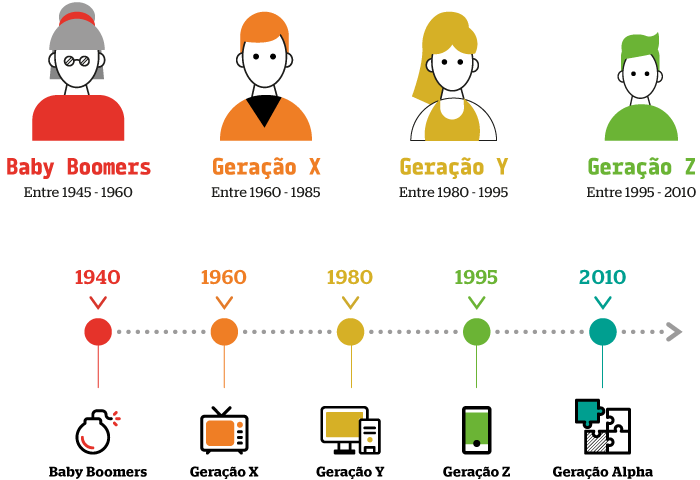 Baby Boomers
Entre 1945 - 1960
Geração X
Entre 1960 - 1985
Geração Y
Entre 1980 - 1995
Geração Z
Entre 1995 - 2010
1940
1960
1980
1995
2010
Baby Boomers
Geração X
Geração Y
Geração Z
Geração Alpha